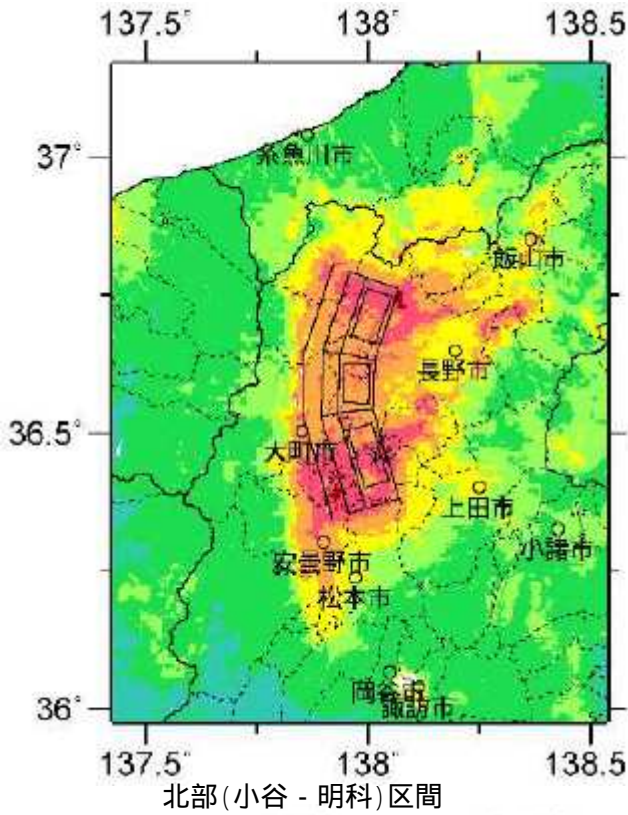 137.5° 138° 138.5
37°
糸魚川市
飯山市
長野市
36.5°
大町市
上田市
小諸市
安曇野市
松本市
岡谷市
36°
諏訪市
137.5° 138° 138.5
北部(小谷 - 明科)区間